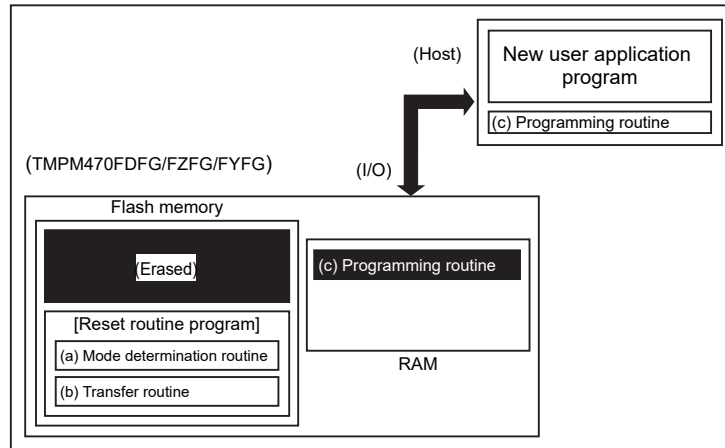 (Host)
New user application
program
(c) Programming routine
(TMPM470FDFG/FZFG/FYFG)
(I/O)
Flash memory
(Erased)
(c) Programming routine
[Reset routine program]
(a) Mode determination routine
(b) Transfer routine
RAM